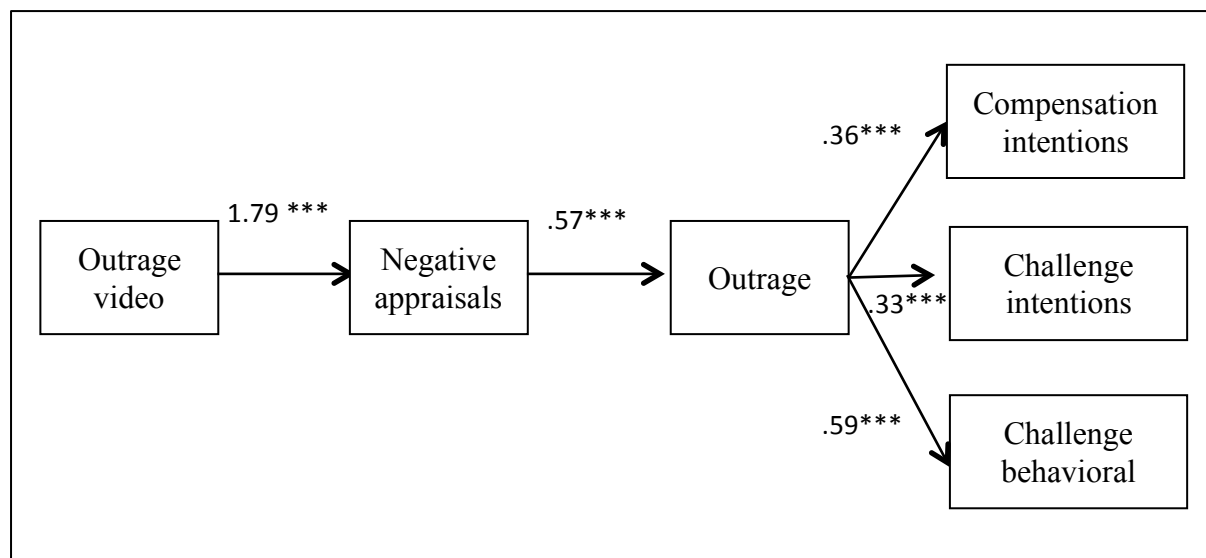 Compensation
intentions
.36***
1.79 ***
.57***
Outrage
video
Negative
appraisals
Outrage
Challenge
intentions
.33***
.59***
Challenge
behavioral